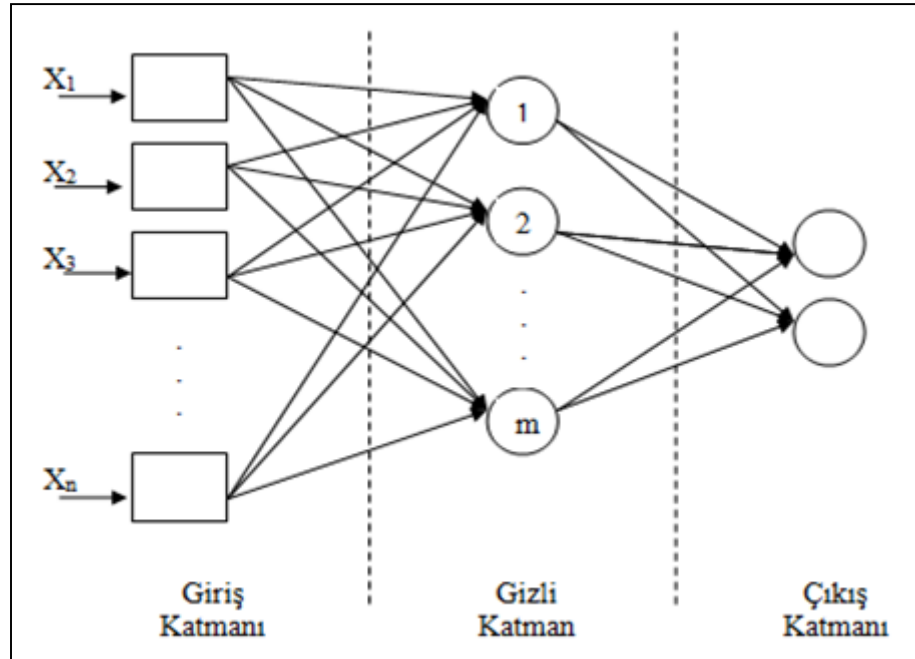 X1
X2
X3
Xn
1
2
m
Giriş
Katmanı
Gizli
Katman
Çıkış
Katmanı